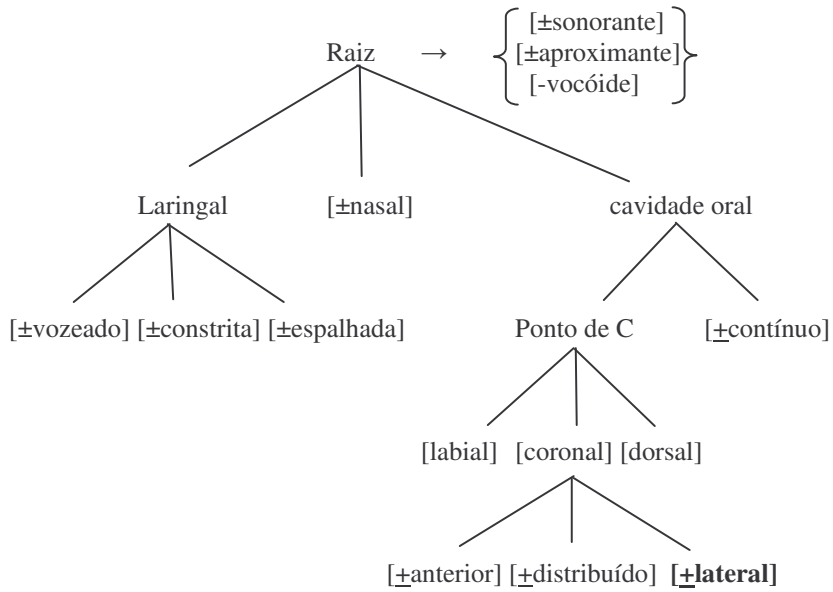 [±sonorante]
Raiz → [±aproximante]
[-vocóide]
Laringal [±nasal] cavidade oral
[±vozeado] [±constrita] [±espalhada] Ponto de C [±contínuo]
[labial] [coronal] [dorsal]
[±anterior] [±distribuído] [±lateral]